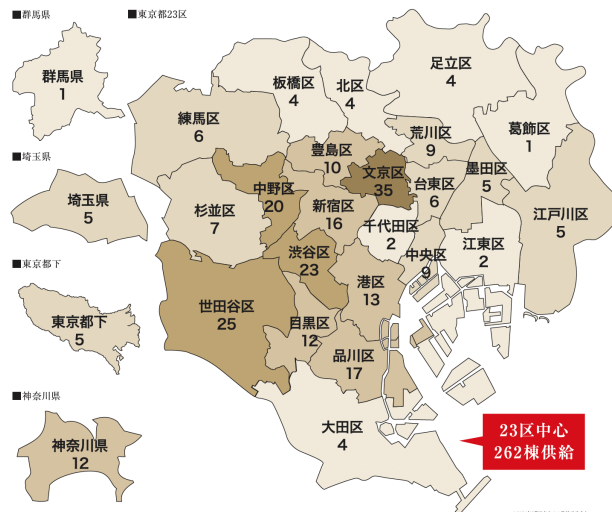 ■群馬県
■東京都23区
群馬県
1
■埼玉県
埼玉県
5
■東京都下
東京都下
5
■神奈川県
神奈川県
12
板橋区
4
北区
4
足立区
4
練馬区
6
荒川区
9
葛飾区
1
豊島区
10
文京区
35
墨田区
5
中野区
20
台東区
6
杉並区
7
新宿区
16
江戸川区
5
千代田区
2
渋谷区
23
中央区
9
江東区
2
港区
13
世田谷区
25
目黒区
12
品川区
17
大田区
4
23区中心
262棟供給